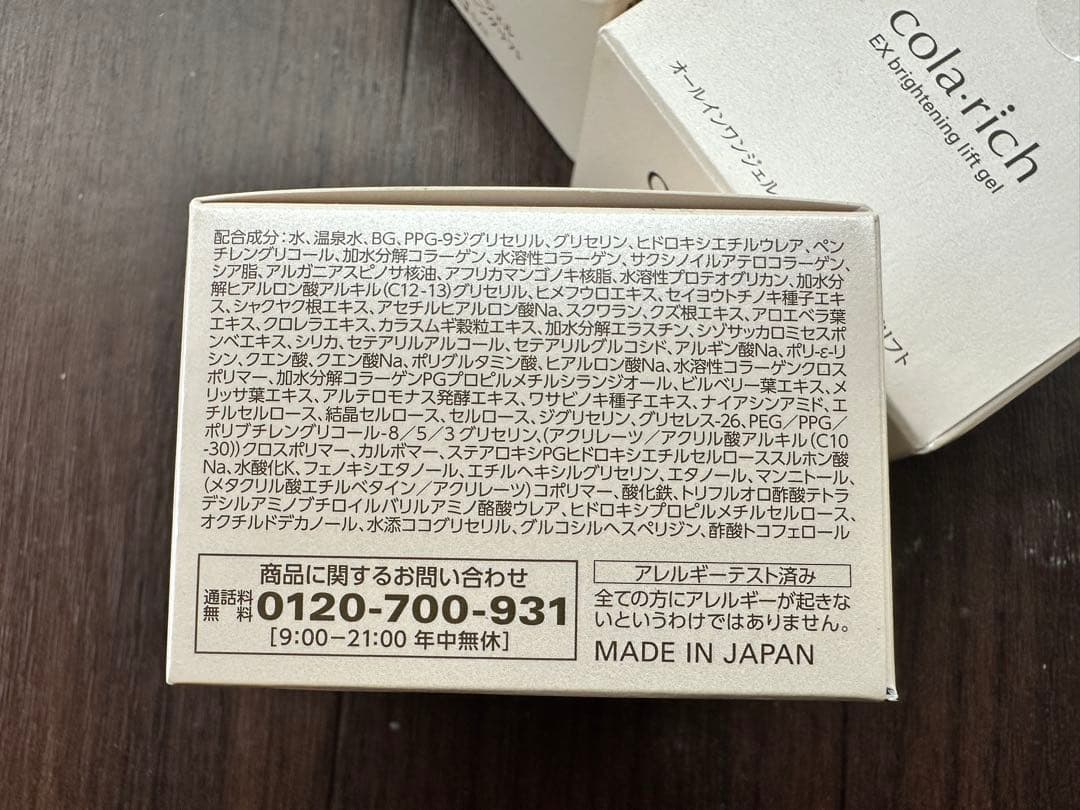 cola·rich
EX brightening lift gel
オールインワンジェル
リフト
配合成分：水、温泉水、BG、PPG-9ジグリセリル、グリセリン、ヒドロキシエチルウレア、ペン
チレングリコール、加水分解コラーゲン、水溶性コラーゲン、サクシノイルアテロコラーゲン、
シア脂、アルガニアスピノサ核油、アフリカマンゴノキ核脂、水溶性プロテオグリカン、加水分
解ヒアルロン酸アルキル（C12-13）グリセリル、ヒメフウロエキス、セイヨウトチノキ種子エキ
ス、シャクヤク根エキス、アセチルヒアルロン酸Na、スクワラン、クズ根エキス、アロエベラ葉
エキス、クロレラエキス、カラスムギ穀粒エキス、加水分解エラスチン、シゾサッカロミセスポ
ンベエキス、シリカ、セテアリルアルコール、セテアリルグルコシド、アルギン酸Na、ポリ-ε-リ
シン、クエン酸、クエン酸Na、ポリグルタミン酸、ヒアルロン酸Na、水溶性コラーゲンクロス
ポリマー、加水分解コラーゲンPGプロピルメチルシランジオール、ビルベリー葉エキス、メ
リッサ葉エキス、アルテロモナス発酵エキス、ワサビノキ種子エキス、ナイアシンアミド、エ
チルセルロース、結晶セルロース、セルロース、ジグリセリン、グリセレス-26、PEG／PPG／
ポリブチレングリコール-8／5／3グリセリン、（アクリレーツ／アクリル酸アルキル（C10
-30））クロスポリマー、カルボマー、ステアロキシPGヒドロキシエチルセルローススルホン酸
Na、水酸化K、フェノキシエタノール、エチルヘキシルグリセリン、エタノール、マンニトール、
（メタクリル酸エチルベタイン／アクリレーツ）コポリマー、酸化鉄、トリフルオロ酢酸テトラ
デシルアミノブチロイルバリルアミノ酪酸ウレア、ヒドロキシプロピルメチルセルロース、
オクチルドデカノール、水添ココグリセリル、グルコシルヘスペリジン、酢酸トコフェロール
商品に関するお問い合わせ
通話料無料 0120-700-931
［9:00－21:00 年中無休］
アレルギーテスト済み
全ての方にアレルギーが起きな
いというわけではありません。
MADE IN JAPAN